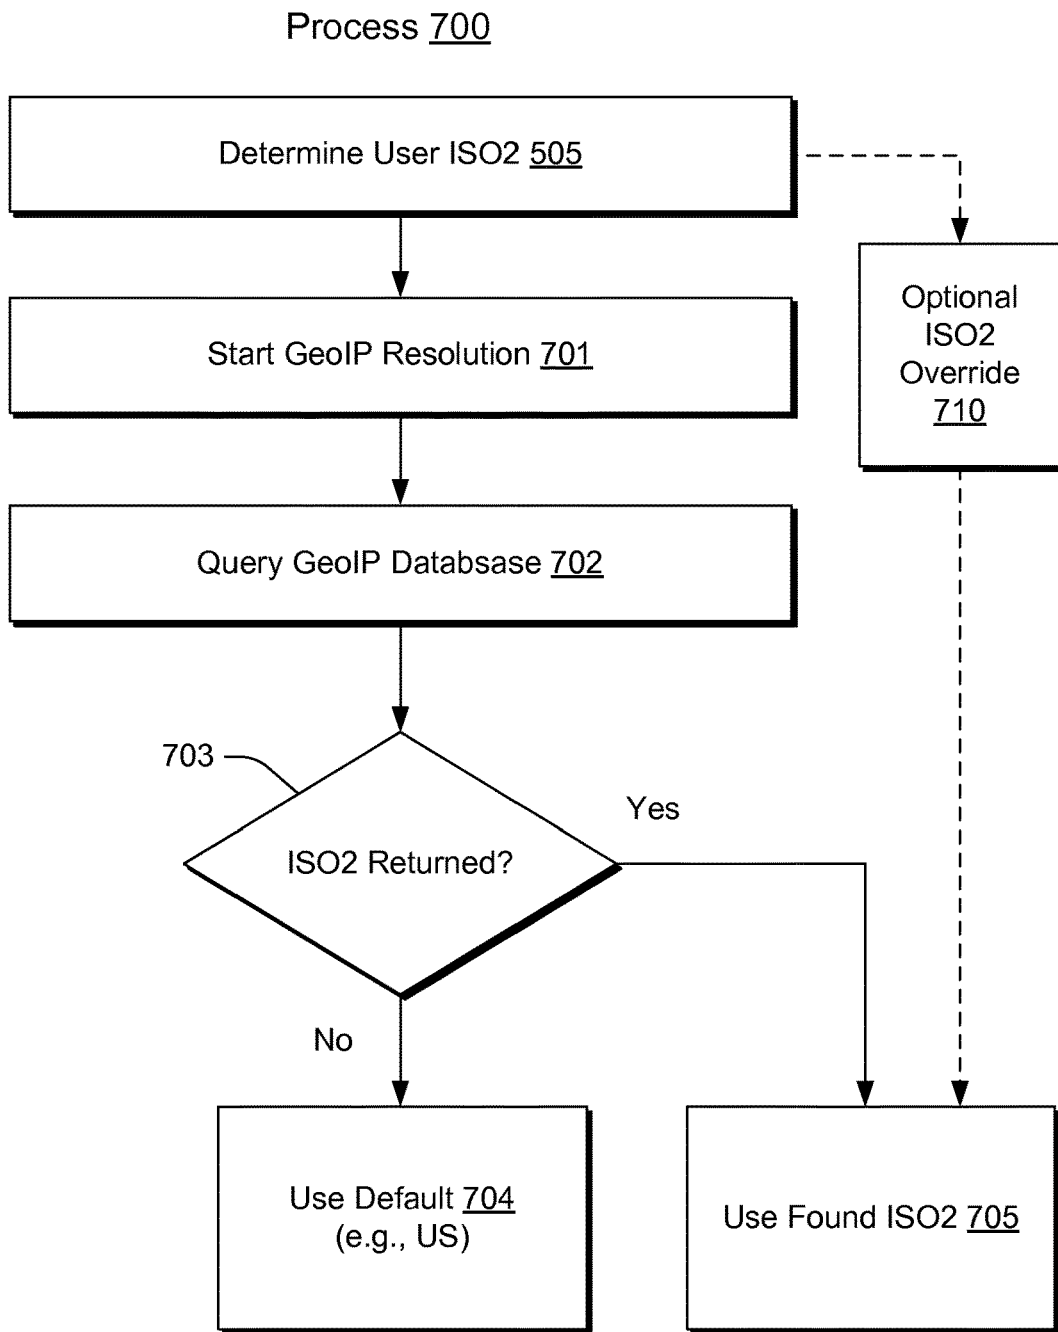 Process 700
Determine User ISO2 505
Start GeoIP Resolution 701
Optional
ISO2
Override
710
Query GeoIP Databsase 702
703
Yes
ISO2 Returned?
No
Use Default 704
(e.g., US)
Use Found ISO2 705